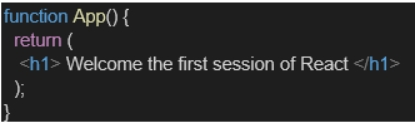 function App() {
return (
<h1> Welcome the first session of React </h1>
);
}